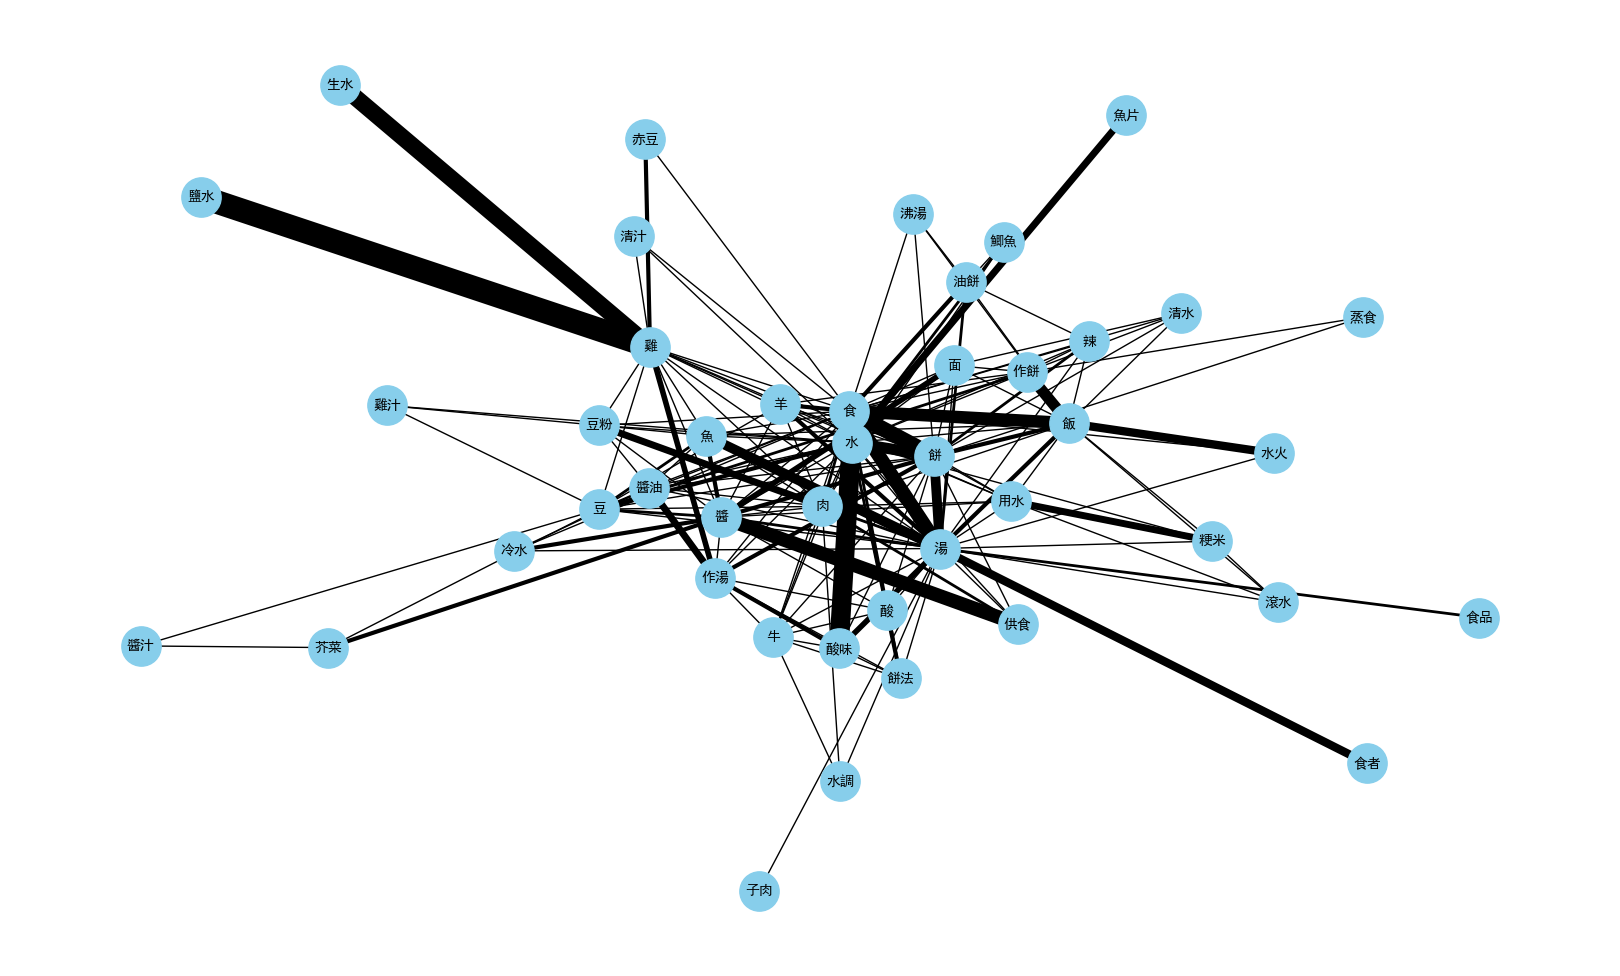 生水
魚片
赤豆
鹽水
沸湯
清汁
鯽魚
油餅
清水
蒸食
辣
雞
面
作餅
雞汁
羊
食
豆粉
飯
魚
水
水火
餅
醬油
用水
肉
豆
醬
粳米
湯
冷水
作湯
滾水
酸
食品
供食
牛
醬汁
芥菜
酸味
餅法
食者
水調
子肉